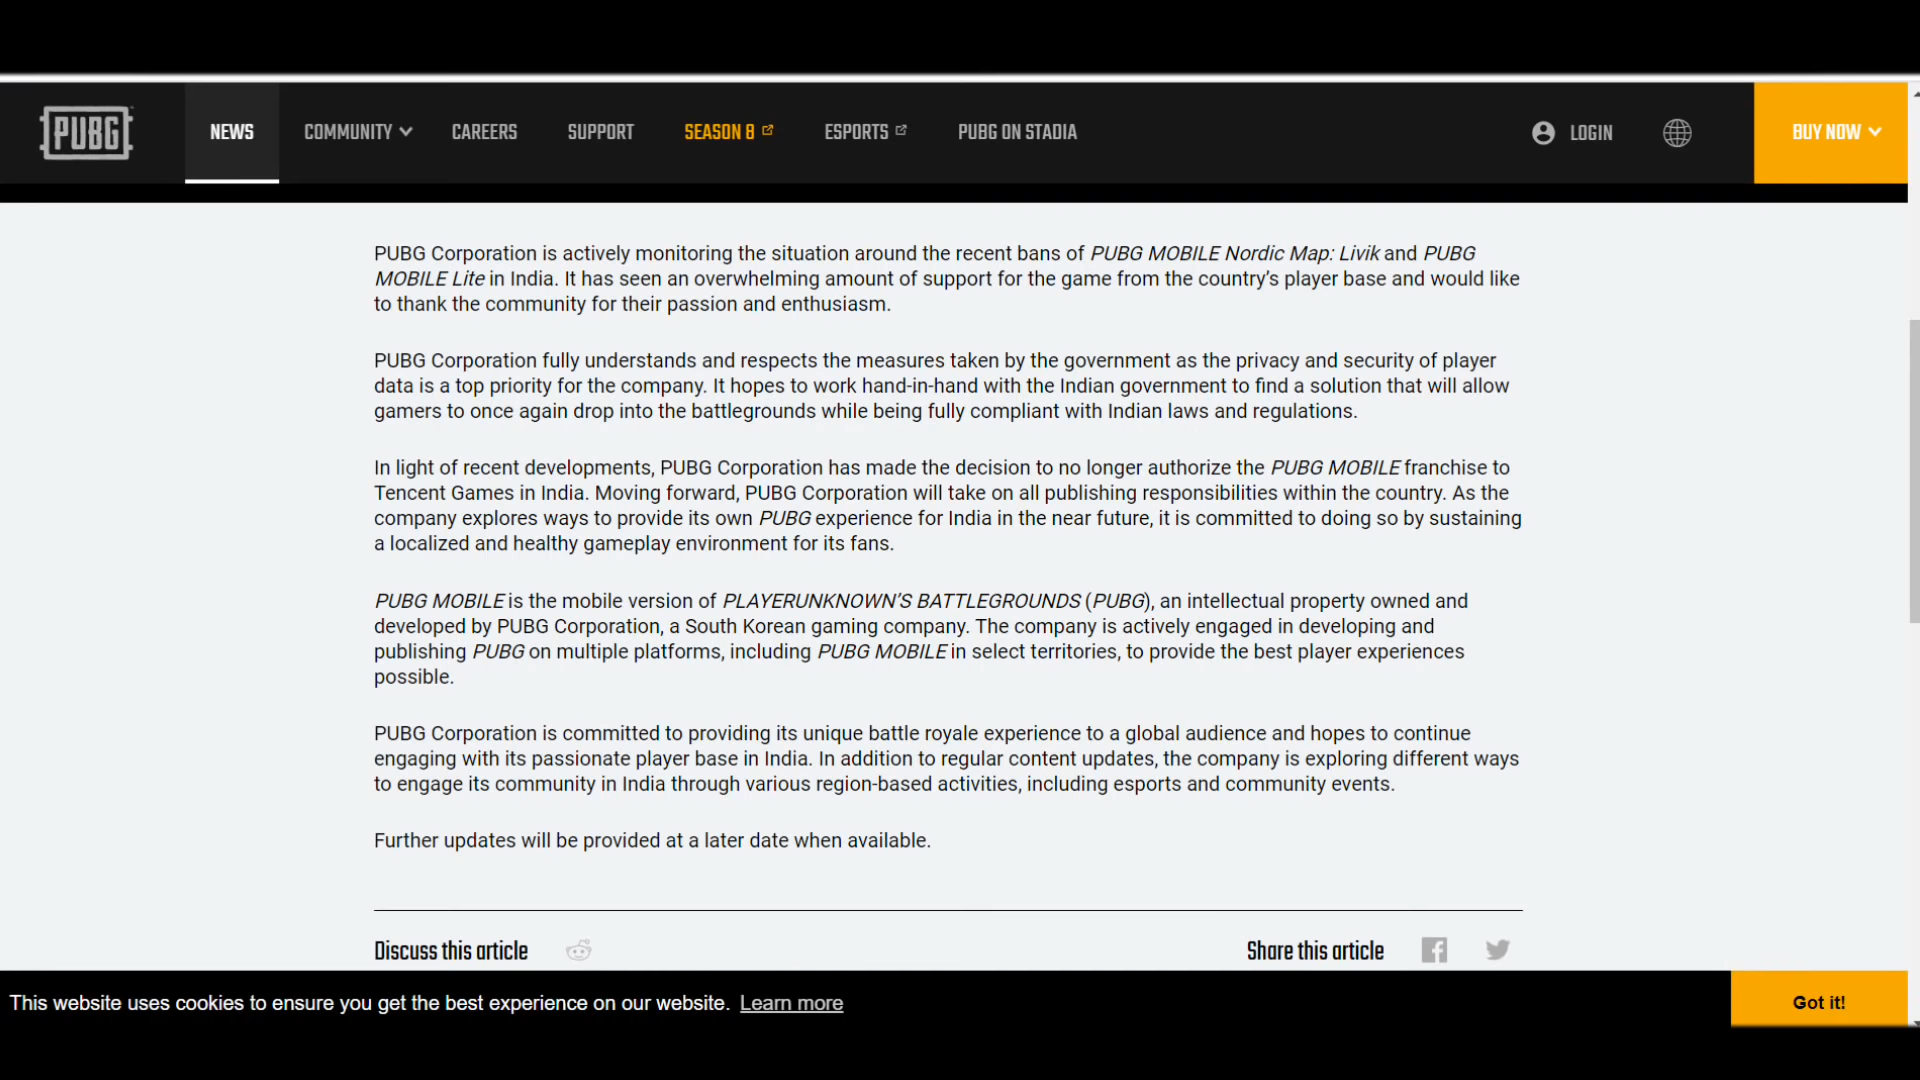 PUBG
NEWS
COMMUNITY
CAREERS
SUPPORT
SEASON 8
ESPORTS
PUBG ON STADIA
LOGIN
BUY NOW
PUBG Corporation is actively monitoring the situation around the recent bans of PUBG MOBILE Nordic Map: Livik and PUBG
MOBILE Lite in India. It has seen an overwhelming amount of support for the game from the country’s player base and would like
to thank the community for their passion and enthusiasm.
PUBG Corporation fully understands and respects the measures taken by the government as the privacy and security of player
data is a top priority for the company. It hopes to work hand-in-hand with the Indian government to find a solution that will allow
gamers to once again drop into the battlegrounds while being fully compliant with Indian laws and regulations.
In light of recent developments, PUBG Corporation has made the decision to no longer authorize the PUBG MOBILE franchise to
Tencent Games in India. Moving forward, PUBG Corporation will take on all publishing responsibilities within the country. As the
company explores ways to provide its own PUBG experience for India in the near future, it is committed to doing so by sustaining
a localized and healthy gameplay environment for its fans.
PUBG MOBILE is the mobile version of PLAYERUNKNOWN’S BATTLEGROUNDS (PUBG), an intellectual property owned and
developed by PUBG Corporation, a South Korean gaming company. The company is actively engaged in developing and
publishing PUBG on multiple platforms, including PUBG MOBILE in select territories, to provide the best player experiences
possible.
PUBG Corporation is committed to providing its unique battle royale experience to a global audience and hopes to continue
engaging with its passionate player base in India. In addition to regular content updates, the company is exploring different ways
to engage its community in India through various region-based activities, including esports and community events.
Further updates will be provided at a later date when available.
Discuss this article
Share this article
This website uses cookies to ensure you get the best experience on our website. Learn more
Got it!